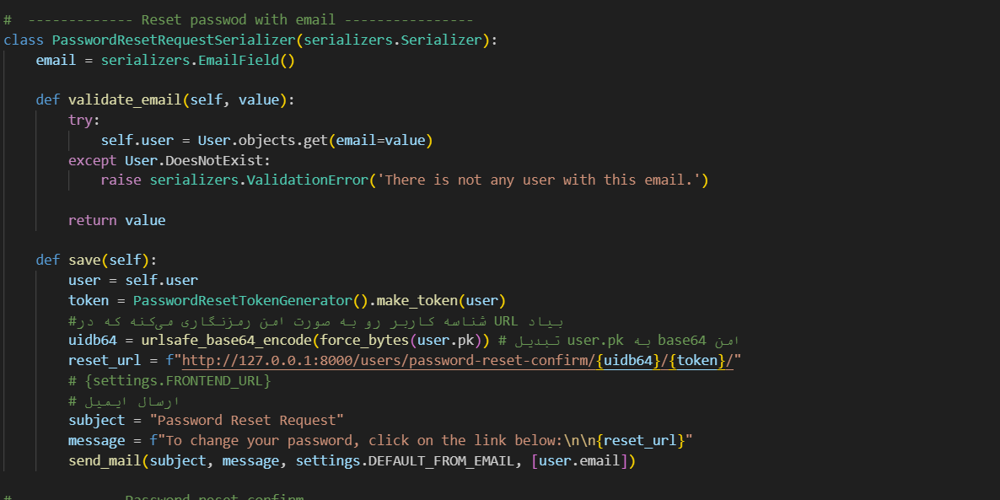 #  ------------- Reset passwod with email ----------------
class PasswordResetRequestSerializer(serializers.Serializer):
    email = serializers.EmailField()
    def validate_email(self, value):
        try:
            self.user = User.objects.get(email=value)
        except User.DoesNotExist:
            raise serializers.ValidationError('There is not any user with this email.')
        return value
    def save(self):
        user = self.user
        token = PasswordResetTokenGenerator().make_token(user)
        #شناسه کاربر رو به صورت امن رمزنگاری می‌کنه که در URL بیاد
        uidb64 = urlsafe_base64_encode(force_bytes(user.pk)) # تبدیل user.pk به base64 امن
        reset_url = f"http://127.0.0.1:8000/users/password-reset-confirm/{uidb64}/{token}/"
        # {settings.FRONTEND_URL}
        # ارسال ایمیل
        subject = "Password Reset Request"
        message = f"To change your password, click on the link below:\n\n{reset_url}"
        send_mail(subject, message, settings.DEFAULT_FROM_EMAIL, [user.email])
# ------------- Password reset confirm